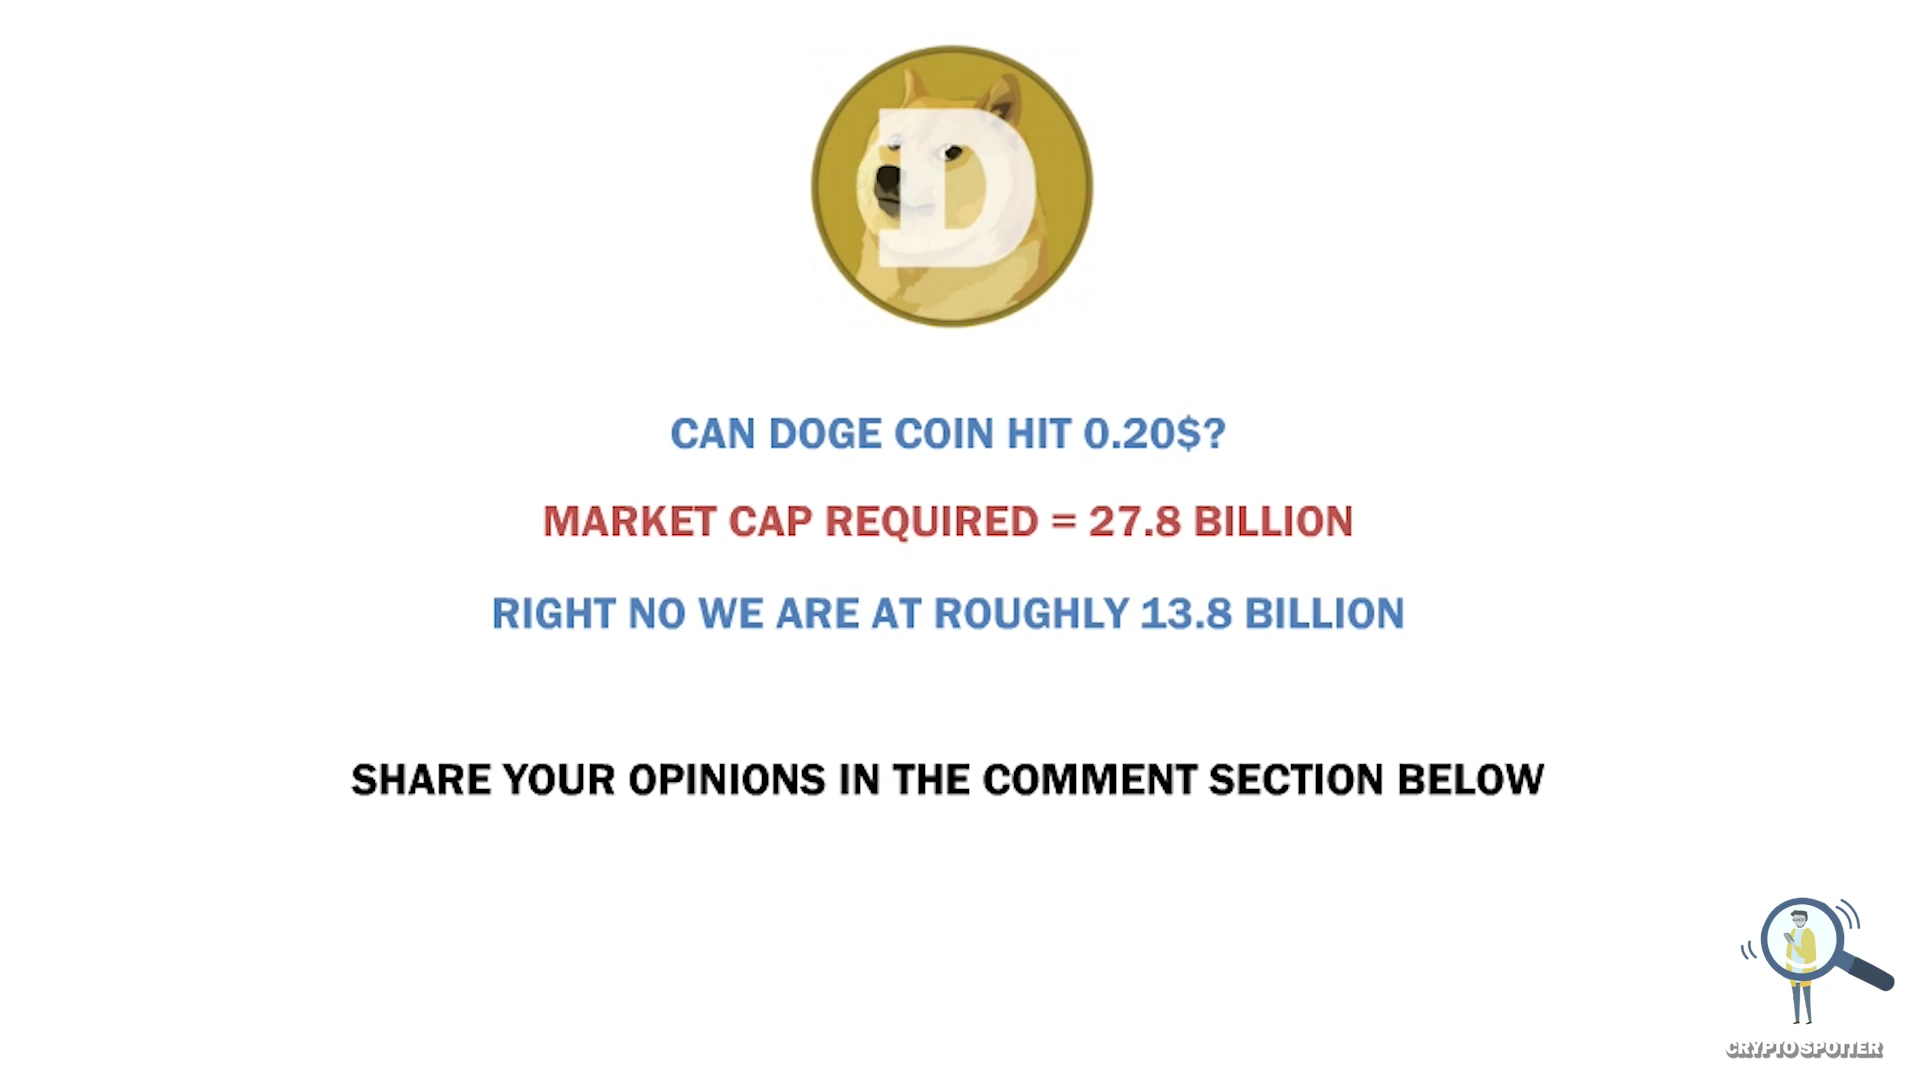 D
CAN DOGE COIN HIT 0.20$?
MARKET CAP REQUIRED = 27.8 BILLION
RIGHT NO WE ARE AT ROUGHLY 13.8 BILLION
SHARE YOUR OPINIONS IN THE COMMENT SECTION BELOW
CRYPTO SPOTTER